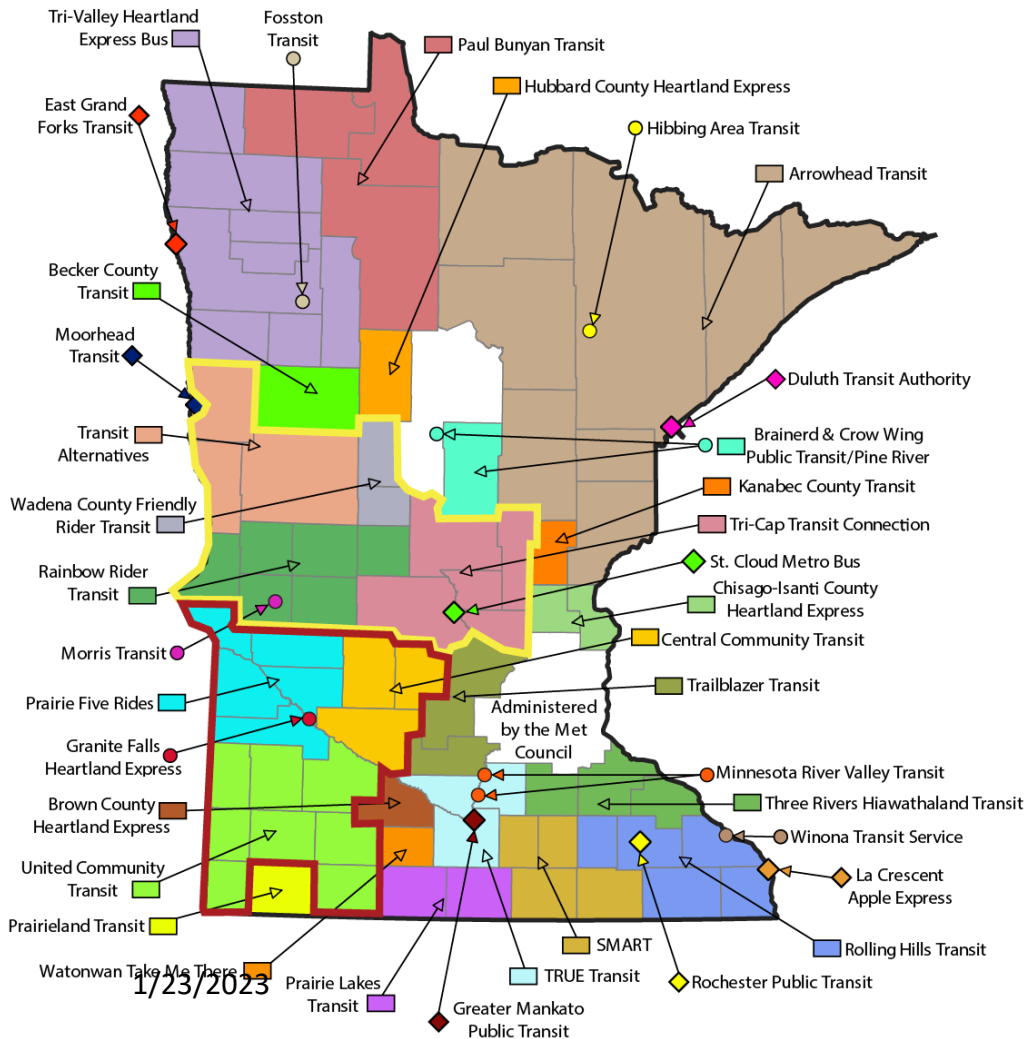 Tri-Valley Heartland
Express Bus
Fosston
Transit
Paul Bunyan Transit
Hubbard County Heartland Express
East Grand
Forks Transit
Hibbing Area Transit
Arrowhead Transit
Becker County
Transit
Moorhead
Transit
Duluth Transit Authority
Transit
Alternatives
Brainerd & Crow Wing
Public Transit/Pine River
Kanabec County Transit
Wadena County Friendly
Rider Transit
Tri-Cap Transit Connection
St. Cloud Metro Bus
Rainbow Rider
Transit
Chisago-Isanti County
Heartland Express
Central Community Transit
Morris Transit
Trailblazer Transit
Prairie Five Rides
Administered
by the Met
Council
Granite Falls
Heartland Express
Minnesota River Valley Transit
Brown County
Heartland Express
Three Rivers Hiawathaland Transit
Winona Transit Service
United Community
Transit
La Crescent
Apple Express
Prairieland Transit
SMART
Rolling Hills Transit
Watonwan Take Me There
1/23/2023
Prairie Lakes
Transit
TRUE Transit
Rochester Public Transit
Greater Mankato
Public Transit